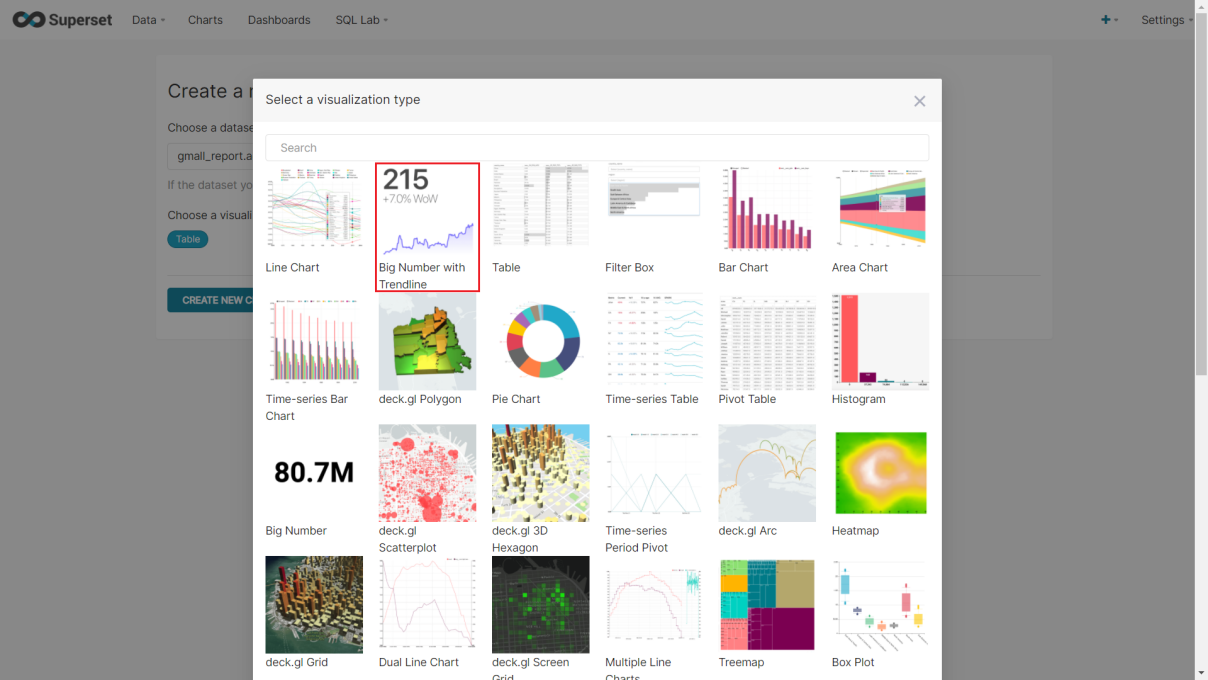 Superset Data Charts Dashboards SQL Lab + Settings
Create a
Select a visualization type
Choose a datase
Search
gmall_report.a
If the dataset yo
Choose a visuali
Table
CREATE NEW C
215
+7.0% WoW
Line Chart
Big Number with
Trendline
Table
Filter Box
Bar Chart
Area Chart
Time-series Bar
Chart
deck.gl Polygon
Pie Chart
Time-series Table
Pivot Table
Histogram
80.7M
Big Number
deck.gl
Scatterplot
deck.gl 3D
Hexagon
Time-series
Period Pivot
deck.gl Arc
Heatmap
deck.gl Grid
Dual Line Chart
deck.gl Screen
Grid
Multiple Line
Charts
Treemap
Box Plot